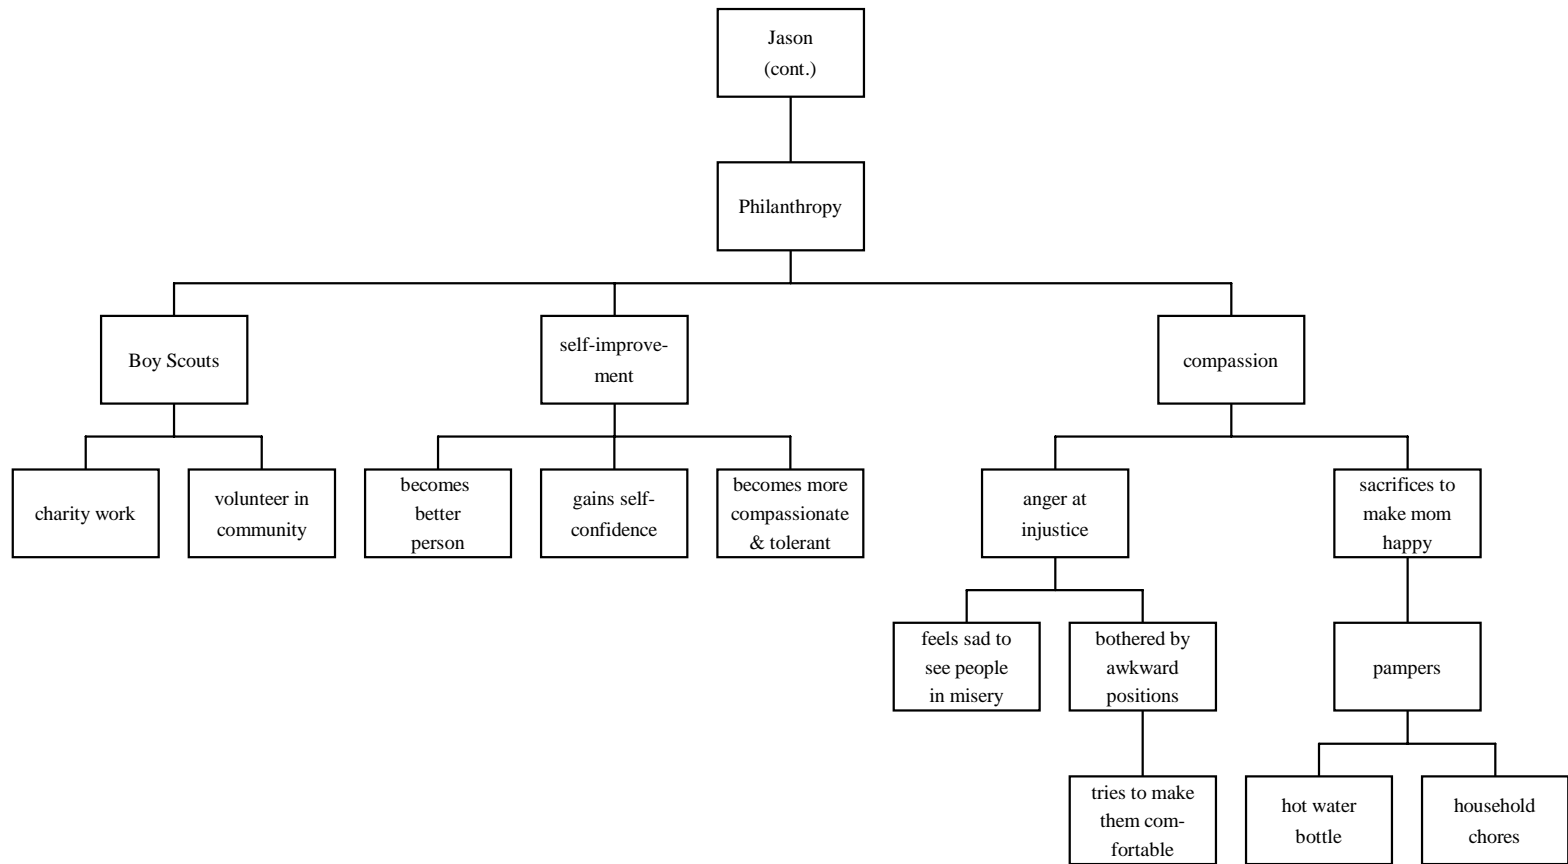 Jason
(cont.)
Philanthropy
Boy Scouts
self-improve-
ment
compassion
charity work
volunteer in
community
becomes
better
person
gains self-
confidence
becomes more
compassionate
& tolerant
anger at
injustice
sacrifices to
make mom
happy
feels sad to
see people
in misery
bothered by
awkward
positions
pampers
tries to make
them com-
fortable
hot water
bottle
household
chores